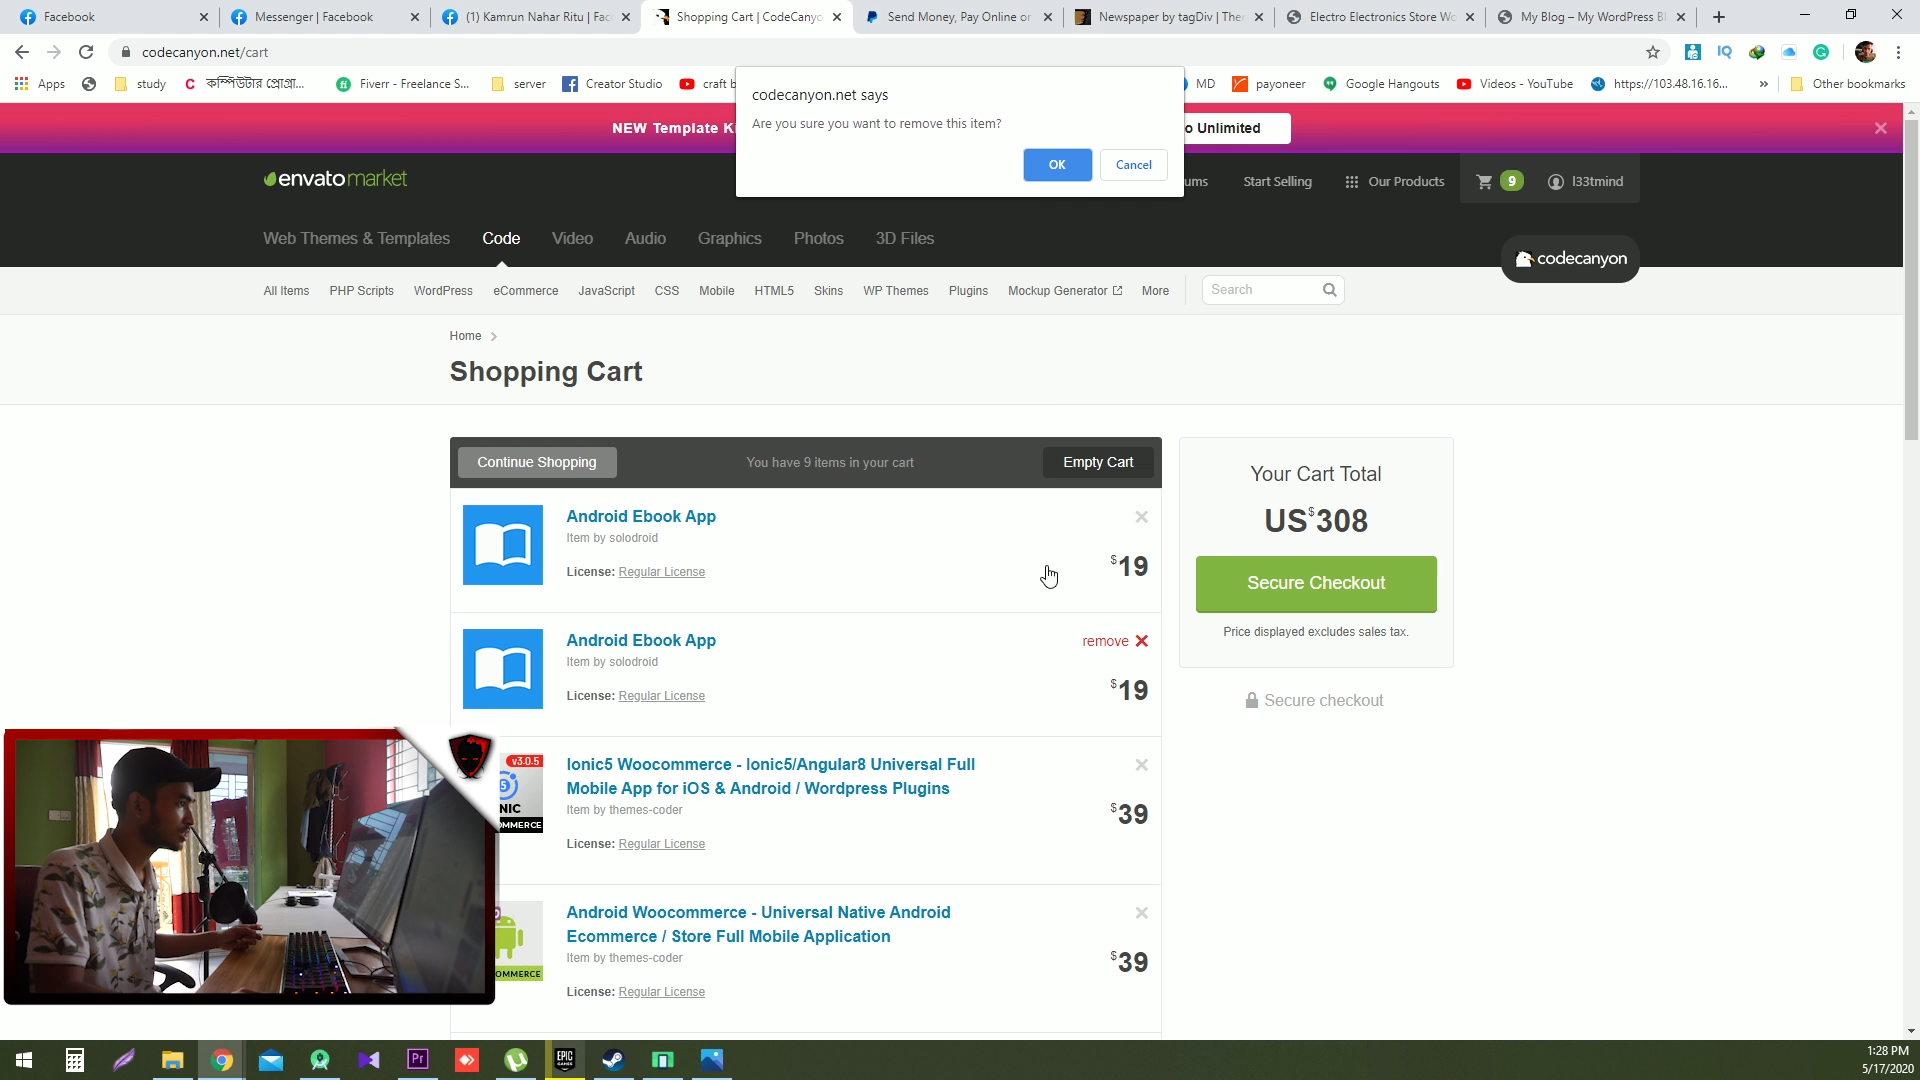 Facebook
Messenger | Facebook
(1) Kamrun Nahar Ritu | Fac
Shopping Cart | CodeCanyo
Send Money, Pay Online or
Newspaper by tagDiv | Ther
Electro Electronics Store Wo
My Blog – My WordPress B
codecanyon.net/cart
Apps
study
কম্পিউটার প্রোগ্রা...
Fiverr - Freelance S...
server
Creator Studio
craft b
MD
payoneer
Google Hangouts
Videos - YouTube
https://103.48.16.16...
Other bookmarks
codecanyon.net says
Are you sure you want to remove this item?
OK
Cancel
NEW Template Ki
o Unlimited
envatomarket
ums
Start Selling
Our Products
9
l33tmind
Web Themes & Templates
Code
Video
Audio
Graphics
Photos
3D Files
codecanyon
All Items
PHP Scripts
WordPress
eCommerce
JavaScript
CSS
Mobile
HTML5
Skins
WP Themes
Plugins
Mockup Generator
More
Search
Home
Shopping Cart
Continue Shopping
You have 9 items in your cart
Empty Cart
Android Ebook App
Item by solodroid
License: Regular License
$19
Android Ebook App
remove
Item by solodroid
License: Regular License
$19
v3.0.5
NIC
OMMERCE
Ionic5 Woocommerce - Ionic5/Angular8 Universal Full
Mobile App for iOS & Android / Wordpress Plugins
Item by themes-coder
License: Regular License
$39
OMMERCE
Android Woocommerce - Universal Native Android
Ecommerce / Store Full Mobile Application
Item by themes-coder
License: Regular License
$39
Your Cart Total
US$308
Secure Checkout
Price displayed excludes sales tax.
Secure checkout
Pr
EPIC
GAMES
1:28 PM
5/17/2020